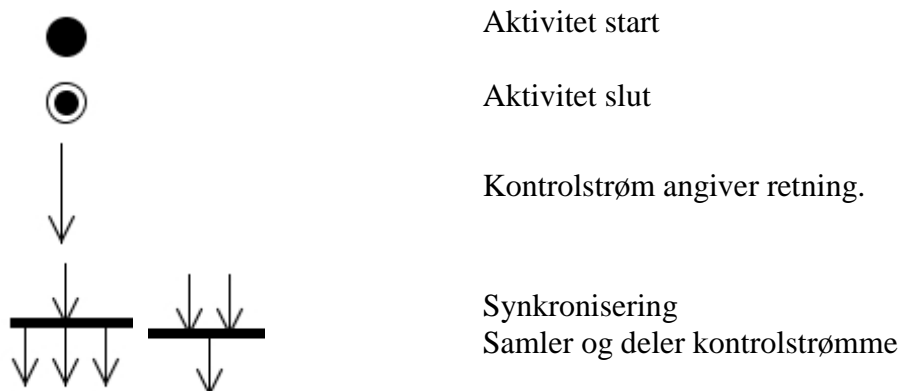 Aktivitet start
Aktivitet slut
Kontrolstrøm angiver retning.
Synkronisering
Samler og deler kontrolstrømme